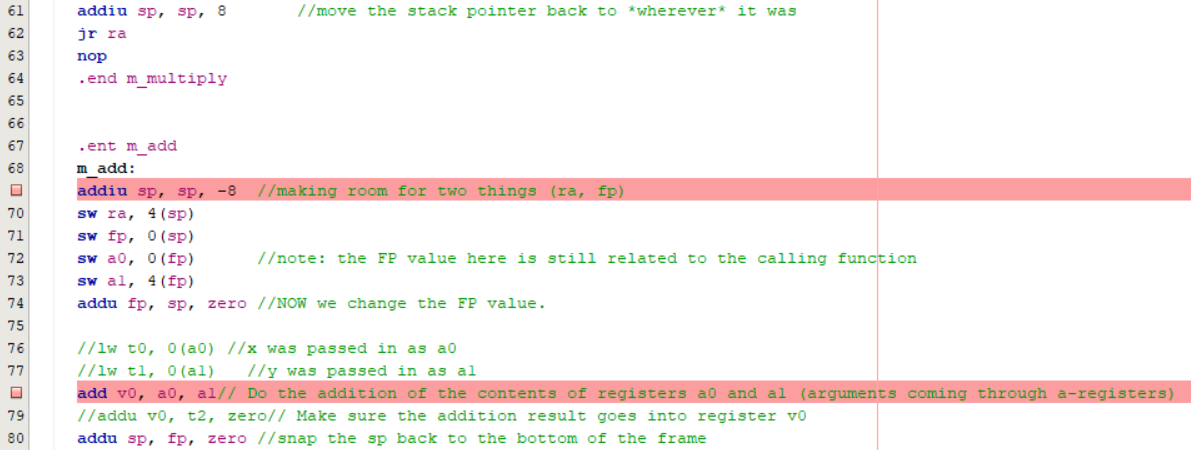 61 addiu sp, sp, 8 //move the stack pointer back to *wherever* it was
62 jr ra
63 nop
64 .end m_multiply
65
66
67 .ent m_add
68 m_add:
addiu sp, sp, -8 //making room for two things (ra, fp)
70 sw ra, 4(sp)
71 sw fp, 0(sp)
72 sw a0, 0(fp) //note: the FP value here is still related to the calling function
73 sw a1, 4(fp)
74 addu fp, sp, zero //NOW we change the FP value.
75
76 //lw t0, 0(a0) //x was passed in as a0
77 //lw t1, 0(a1) //y was passed in as a1
add v0, a0, a1// Do the addition of the contents of registers a0 and a1 (arguments coming through a-registers)
79 //addu v0, t2, zero// Make sure the addition result goes into register v0
80 addu sp, fp, zero //snap the sp back to the bottom of the frame